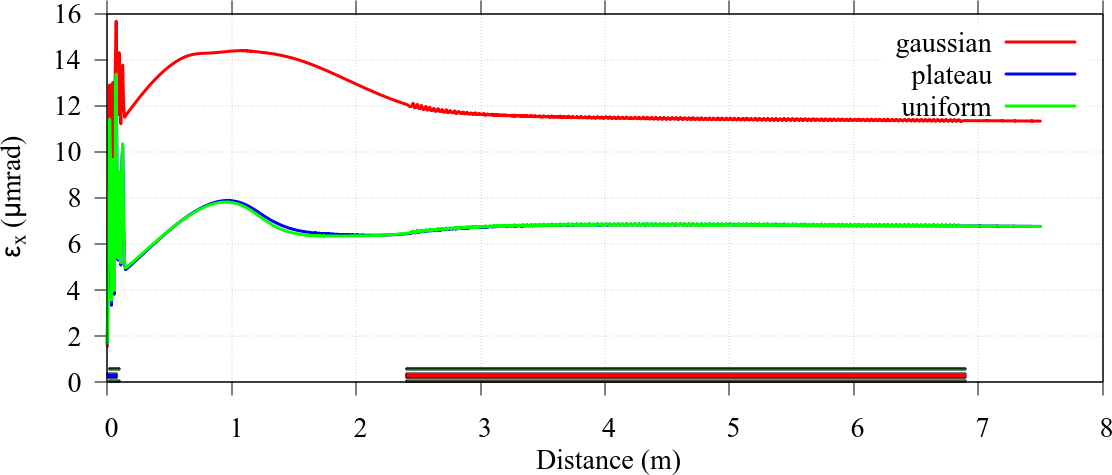 16
14
12
10
8
6
4
2
0
εx (μmrad)
gaussian
plateau
uniform
0 1 2 3 4 5 6 7 8
Distance (m)